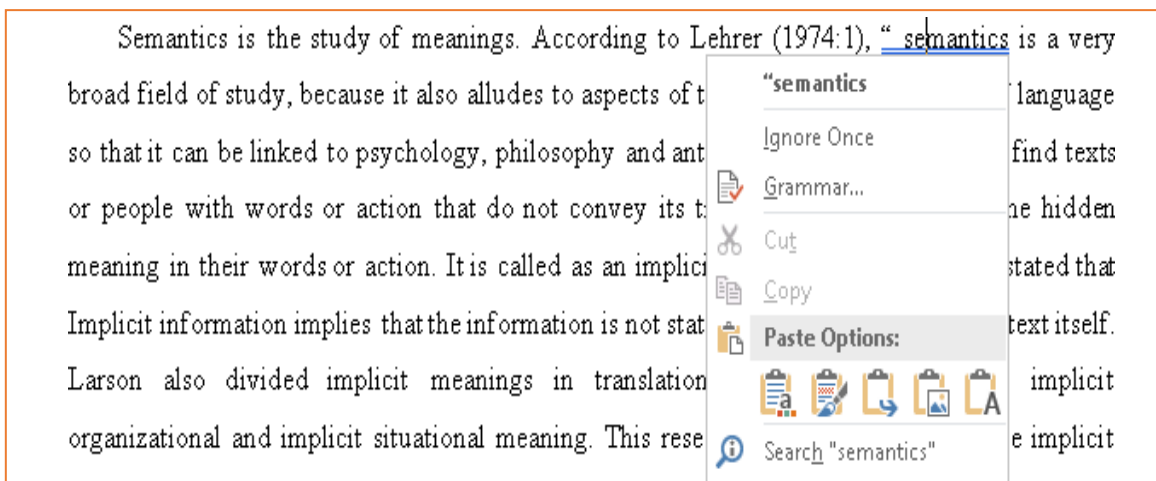 Semantics is the study of meanings. According to Lehrer (1974:1), “ semantics is a very
broad field of study, because it also alludes to aspects of t language
so that it can be linked to psychology, philosophy and ant find texts
or people with words or action that do not convey its t he hidden
meaning in their words or action. It is called as an implici stated that
Implicit information implies that the information is not stat text itself.
Larson also divided implicit meanings in translation implicit
organizational and implicit situational meaning. This rese e implicit
“semantics
Ignore Once
Grammar...
Cut
Copy
Paste Options:
Search "semantics"